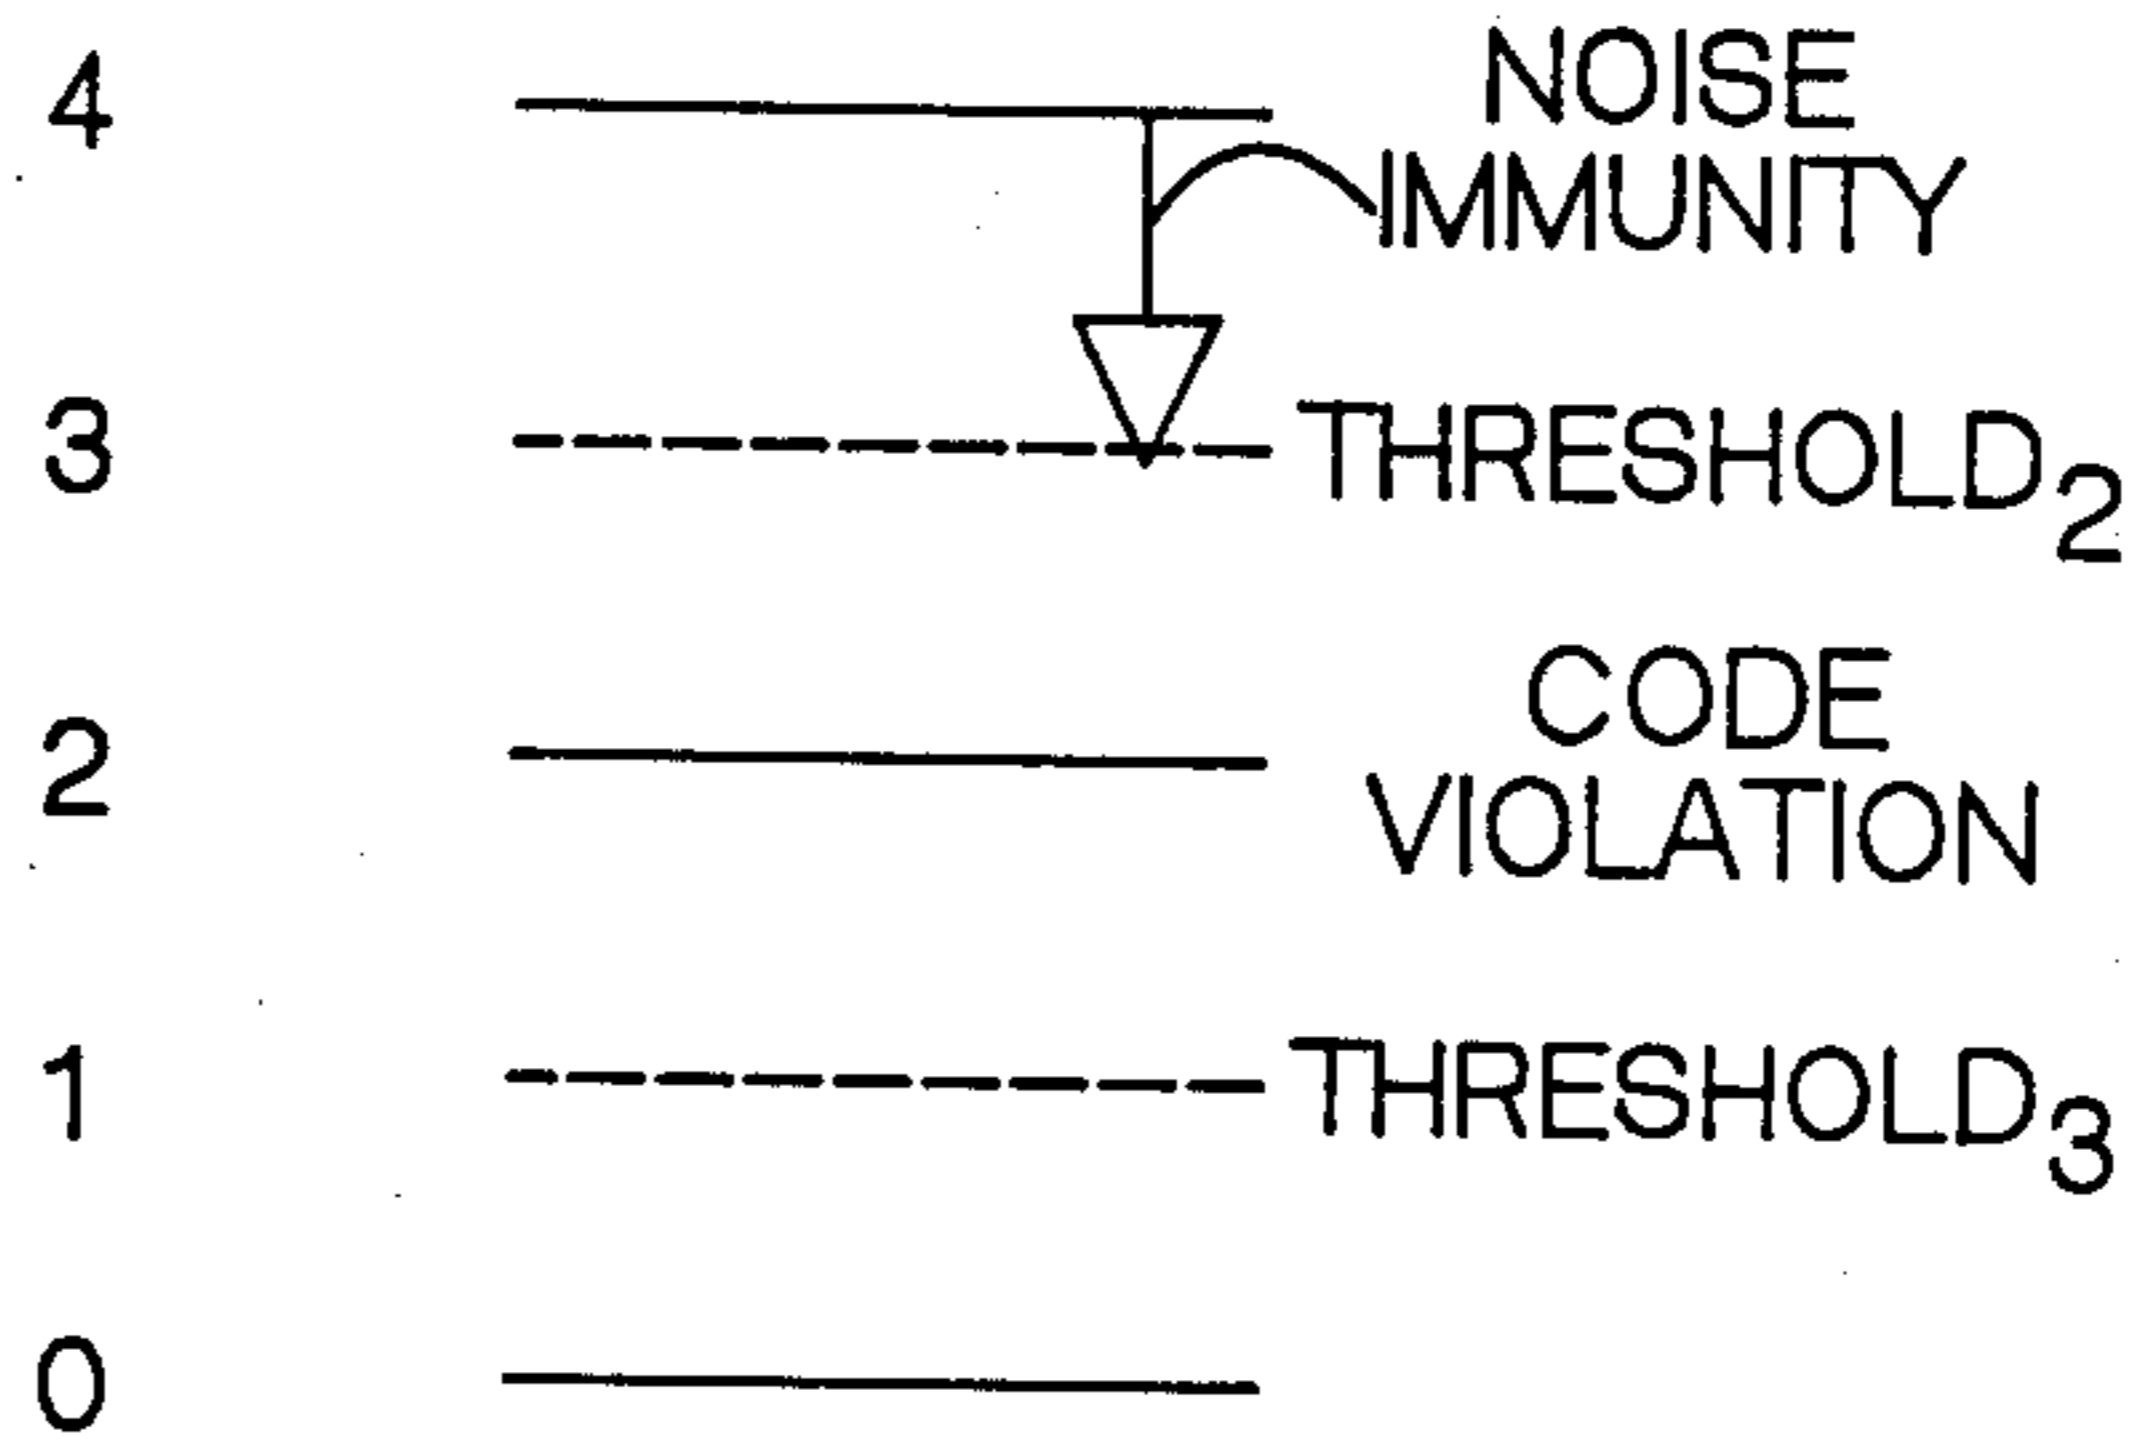 4
NOISE
IMMUNITY
3
THRESHOLD₂
CODE
2
VIOLATION
1
THRESHOLD₃
0